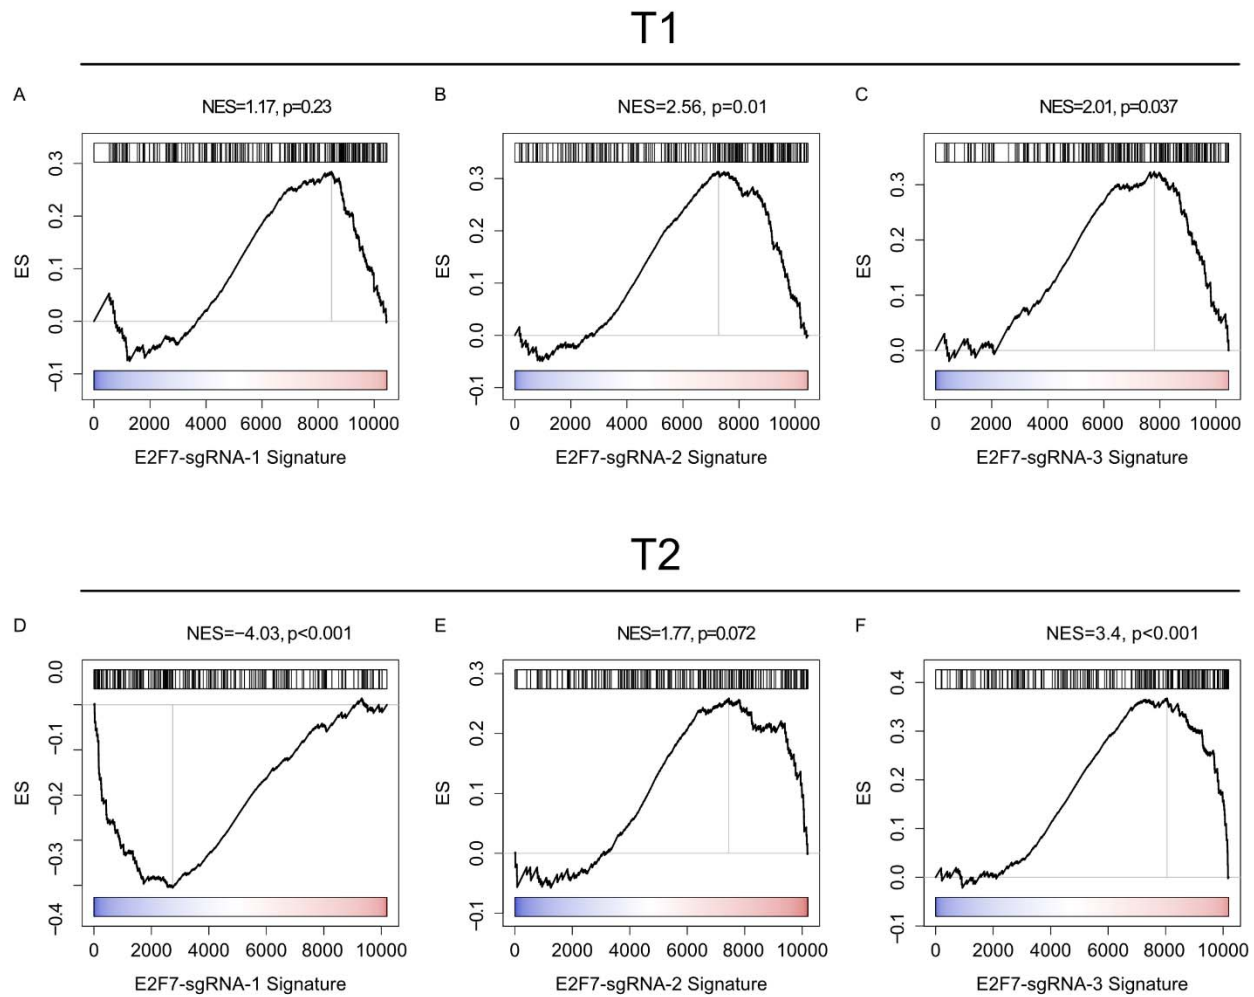 T1
A
NES=1.17, p=0.23
ES
0.3
0.2
0.1
0.0
−0.1
0 2000 4000 6000 8000 10000
E2F7-sgRNA-1 Signature
B
NES=2.56, p=0.01
ES
0.3
0.2
0.1
0.0
−0.1
0 2000 4000 6000 8000 10000
E2F7-sgRNA-2 Signature
C
NES=2.01, p=0.037
ES
0.3
0.2
0.1
0.0
0 2000 4000 6000 8000 10000
E2F7-sgRNA-3 Signature
T2
D
NES=−4.03, p<0.001
ES
0.0
−0.1
−0.2
−0.3
−0.4
0 2000 4000 6000 8000 10000
E2F7-sgRNA-1 Signature
E
NES=1.77, p=0.072
ES
0.3
0.2
0.1
0.0
−0.1
0 2000 4000 6000 8000 10000
E2F7-sgRNA-2 Signature
F
NES=3.4, p<0.001
ES
0.4
0.3
0.2
0.1
0.0
−0.1
0 2000 4000 6000 8000 10000
E2F7-sgRNA-3 Signature